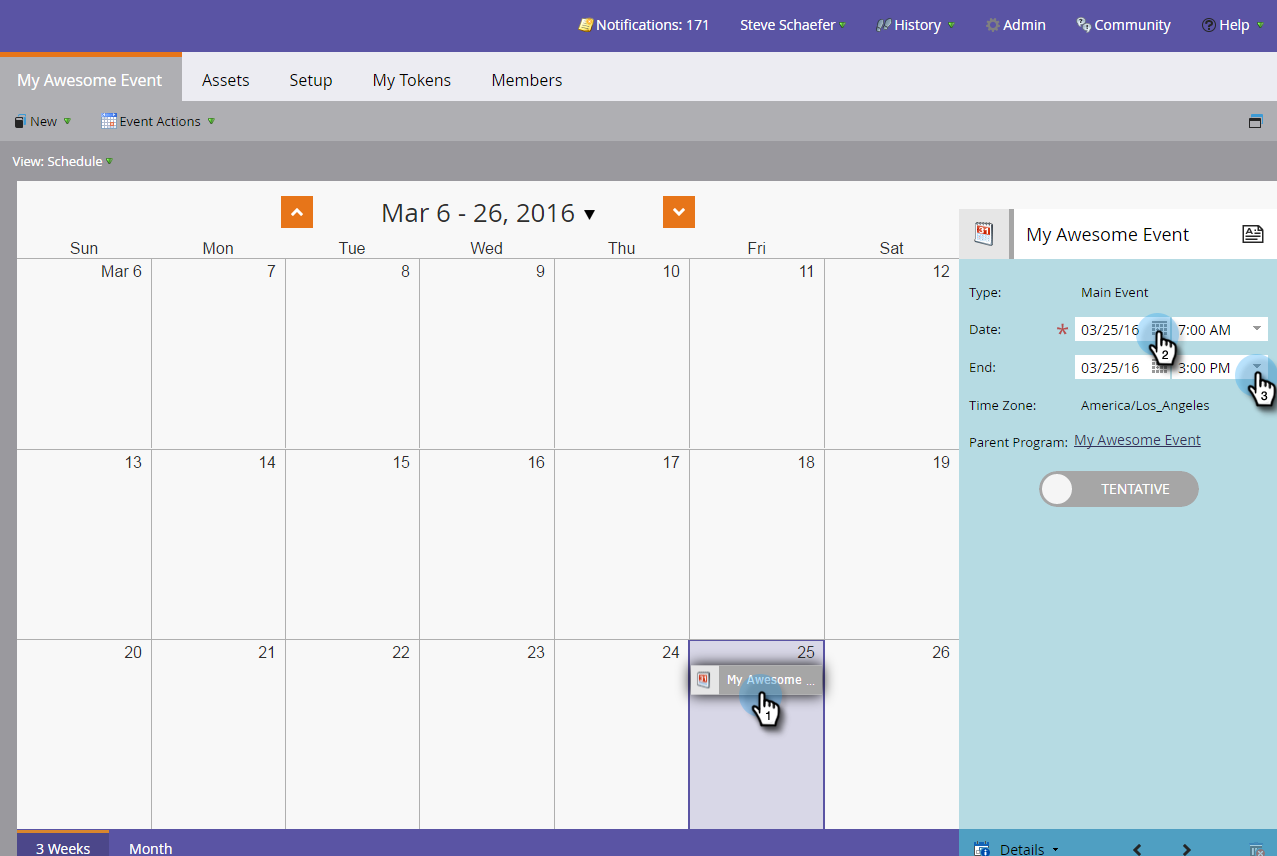 Notifications: 171 Steve Schaefer History Admin Community Help
My Awesome Event Assets Setup My Tokens Members
New Event Actions
View: Schedule
Mar 6 - 26, 2016
Sun Mon Tue Wed Thu Fri Sat
Mar 6 7 8 9 10 11 12
13 14 15 16 17 18 19
20 21 22 23 24 25 26
31 My Awesome ...
1
31 My Awesome Event
Type: Main Event
Date: * 03/25/16 7:00 AM
2
End: 03/25/16 3:00 PM
3
Time Zone: America/Los_Angeles
Parent Program: My Awesome Event
TENTATIVE
3 Weeks Month
Details